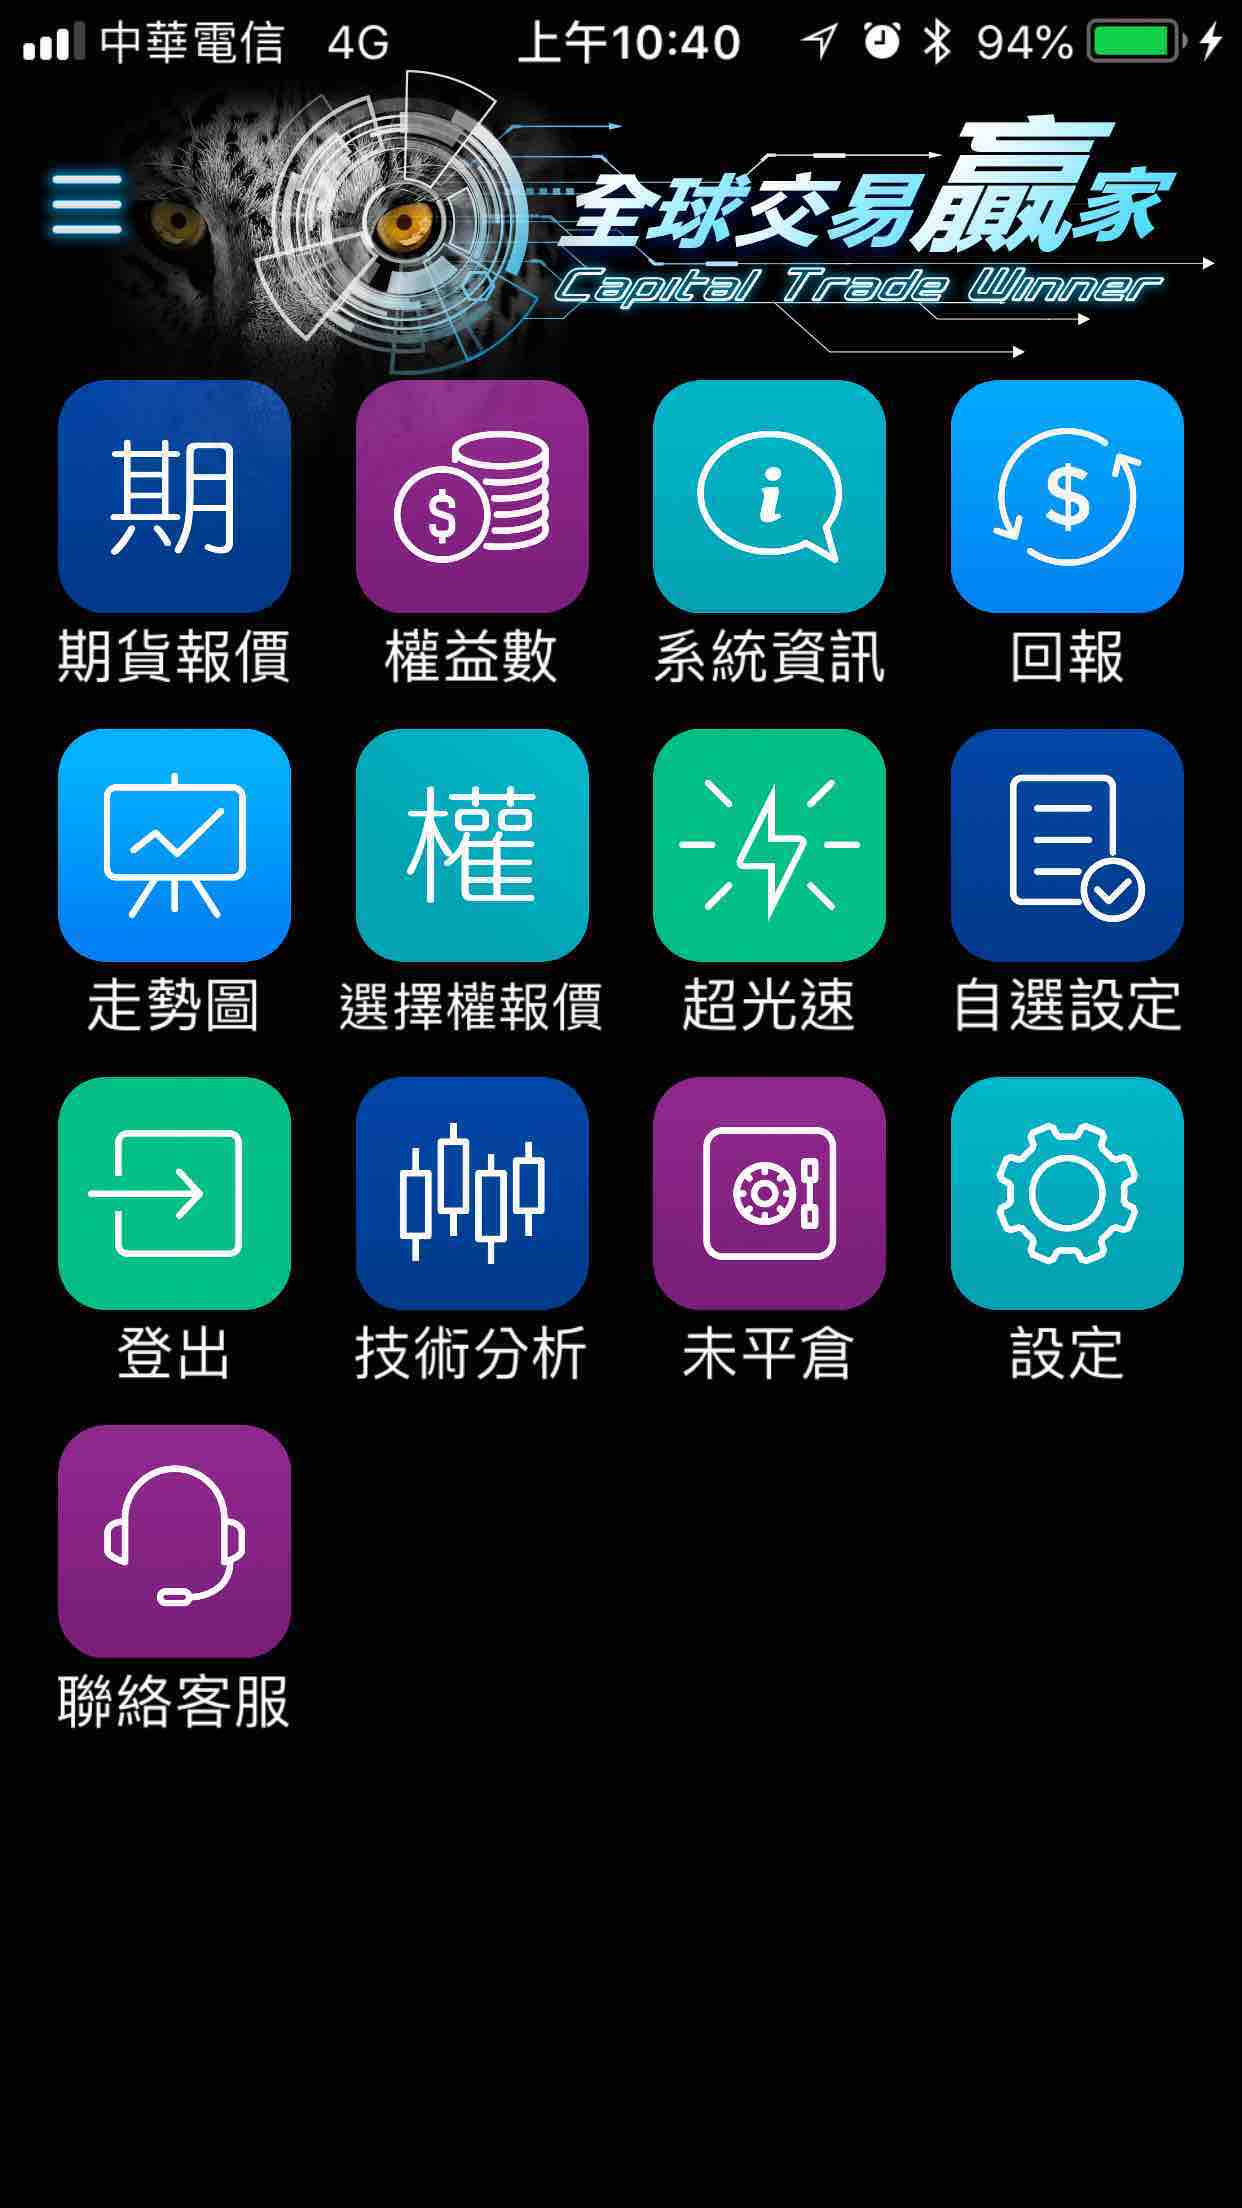 中華電信 4G 上午10:40 94%
全球交易贏家
Capital Trade Winner
期 $ i $
期貨報價 權益數 系統資訊 回報
權
走勢圖 選擇權報價 超光速 自選設定
登出 技術分析 未平倉 設定
聯絡客服